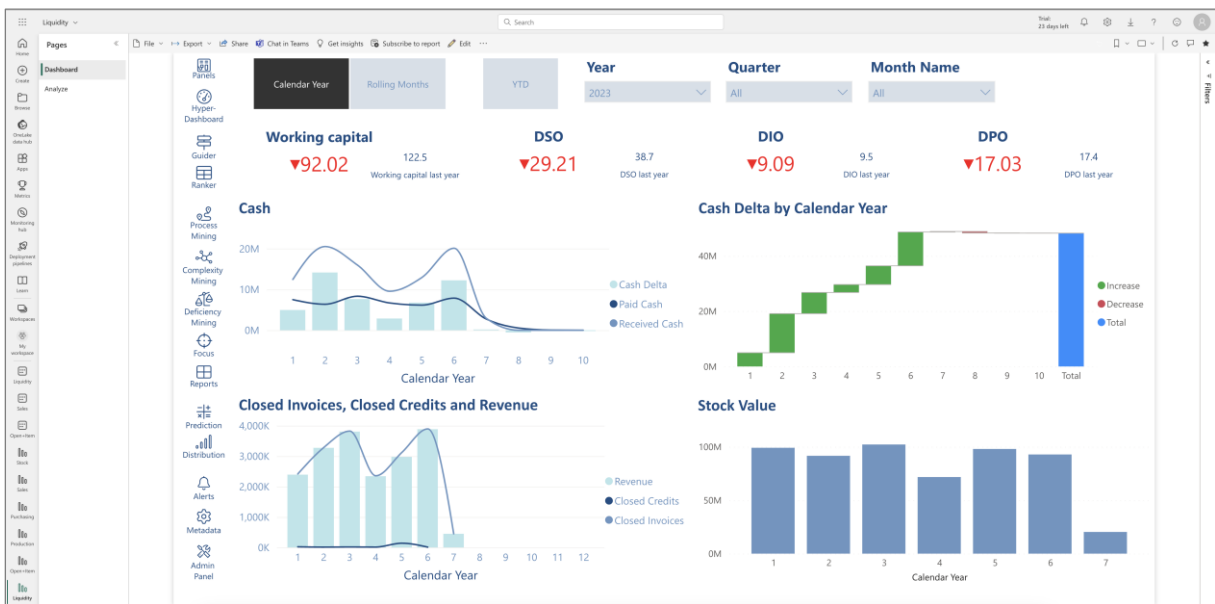 Liquidity
Search
Trial:
23 days left
Home
Create
Browse
OneLake
data hub
Apps
Metrics
Monitoring
hub
Deployment
pipelines
Learn
Workspaces
My
workspace
Liquidity
Sales
Open-item
Stock
Sales
Purchasing
Production
Open-item
Liquidity
Pages
Dashboard
Analyze
File
Export
Share
Chat in Teams
Get insights
Subscribe to report
Edit
Filters
Panels
Hyper-
Dashboard
Guider
Ranker
Process
Mining
Complexity
Mining
Deficiency
Mining
Focus
Reports
Prediction
Distribution
Alerts
Metadata
Admin
Panel
Calendar Year
Rolling Months
YTD
Year
2023
Quarter
All
Month Name
All
Working capital
▼92.02
122.5
Working capital last year
DSO
▼29.21
38.7
DSO last year
DIO
▼9.09
9.5
DIO last year
DPO
▼17.03
17.4
DPO last year
Cash
20M
10M
0M
1 2 3 4 5 6 7 8 9 10
Calendar Year
Cash Delta
Paid Cash
Received Cash
Cash Delta by Calendar Year
40M
20M
0M
1 2 3 4 5 6 7 8 9 10 Total
Increase
Decrease
Total
Closed Invoices, Closed Credits and Revenue
4,000K
3,000K
2,000K
1,000K
0K
1 2 3 4 5 6 7 8 9 10 11 12
Calendar Year
Revenue
Closed Credits
Closed Invoices
Stock Value
100M
50M
0M
1 2 3 4 5 6 7
Calendar Year